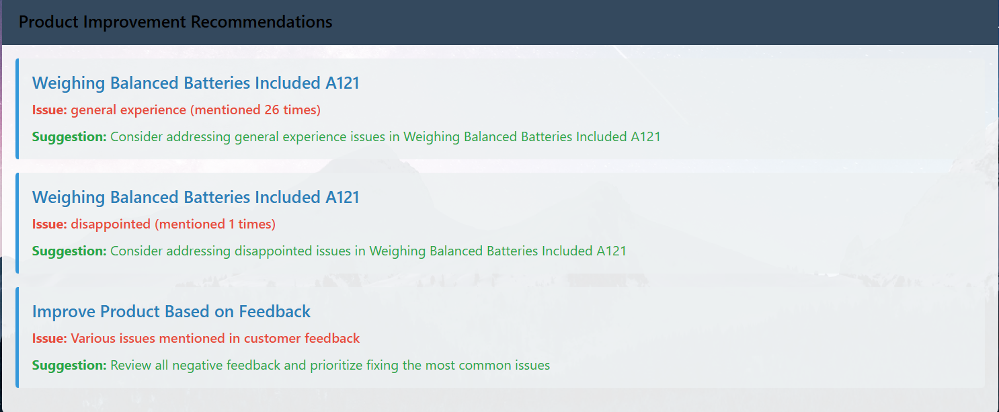 Product Improvement Recommendations
Weighing Balanced Batteries Included A121
Issue: general experience (mentioned 26 times)
Suggestion: Consider addressing general experience issues in Weighing Balanced Batteries Included A121
Weighing Balanced Batteries Included A121
Issue: disappointed (mentioned 1 times)
Suggestion: Consider addressing disappointed issues in Weighing Balanced Batteries Included A121
Improve Product Based on Feedback
Issue: Various issues mentioned in customer feedback
Suggestion: Review all negative feedback and prioritize fixing the most common issues